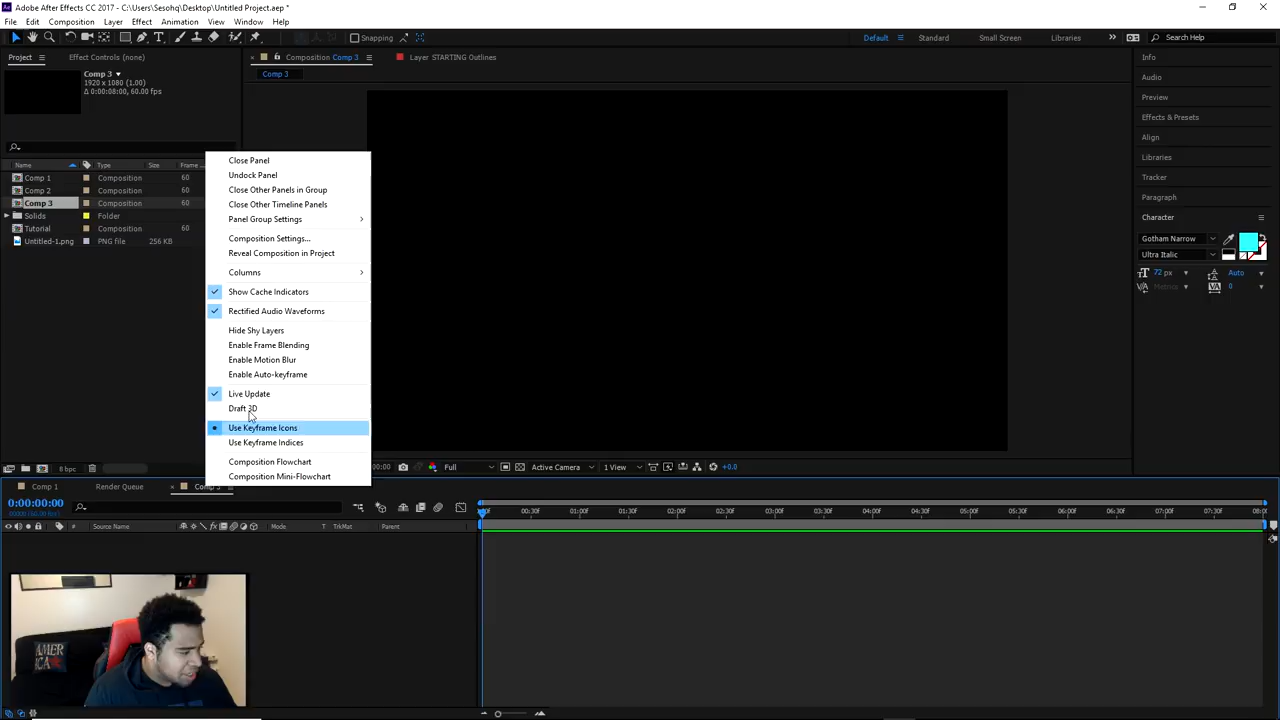 Adobe After Effects CC 2017 - C:\Users\Sesohq\Desktop\Untitled Project.aep *
File Edit Composition Layer Effect Animation View Window Help
Snapping
Default Standard Small Screen Libraries Search Help
Project Effect Controls (none)
Composition Comp 3 Layer STARTING Outlines
Comp 3
Comp 3
1920 x 1080 (1.00)
Δ 0:00:08:00, 60.00 fps
Name Type Size Frame ...
Comp 1 Composition 60
Comp 2 Composition 60
Comp 3 Composition 60
Solids Folder
Tutorial Composition 60
Untitled-1.png PNG file 256 KB
Close Panel
Undock Panel
Close Other Panels in Group
Close Other Timeline Panels
Panel Group Settings
Composition Settings...
Reveal Composition in Project
Columns
Show Cache Indicators
Rectified Audio Waveforms
Hide Shy Layers
Enable Frame Blending
Enable Motion Blur
Enable Auto-keyframe
Live Update
Draft 3D
Use Keyframe Icons
Use Keyframe Indices
Composition Flowchart
Composition Mini-Flowchart
Info
Audio
Preview
Effects & Presets
Align
Libraries
Tracker
Paragraph
Character
Gotham Narrow
Ultra Italic
72 px Auto
Metrics 0
8 bpc
Full Active Camera 1 View +0.0
Comp 1 Render Queue Comp 3
0:00:00:00
# Source Name Mode T TrkMat Parent
00:30f 01:00f 01:30f 02:00f 02:30f 03:00f 03:30f 04:00f 04:30f 05:00f 05:30f 06:00f 06:30f 07:00f 07:30f 08:00